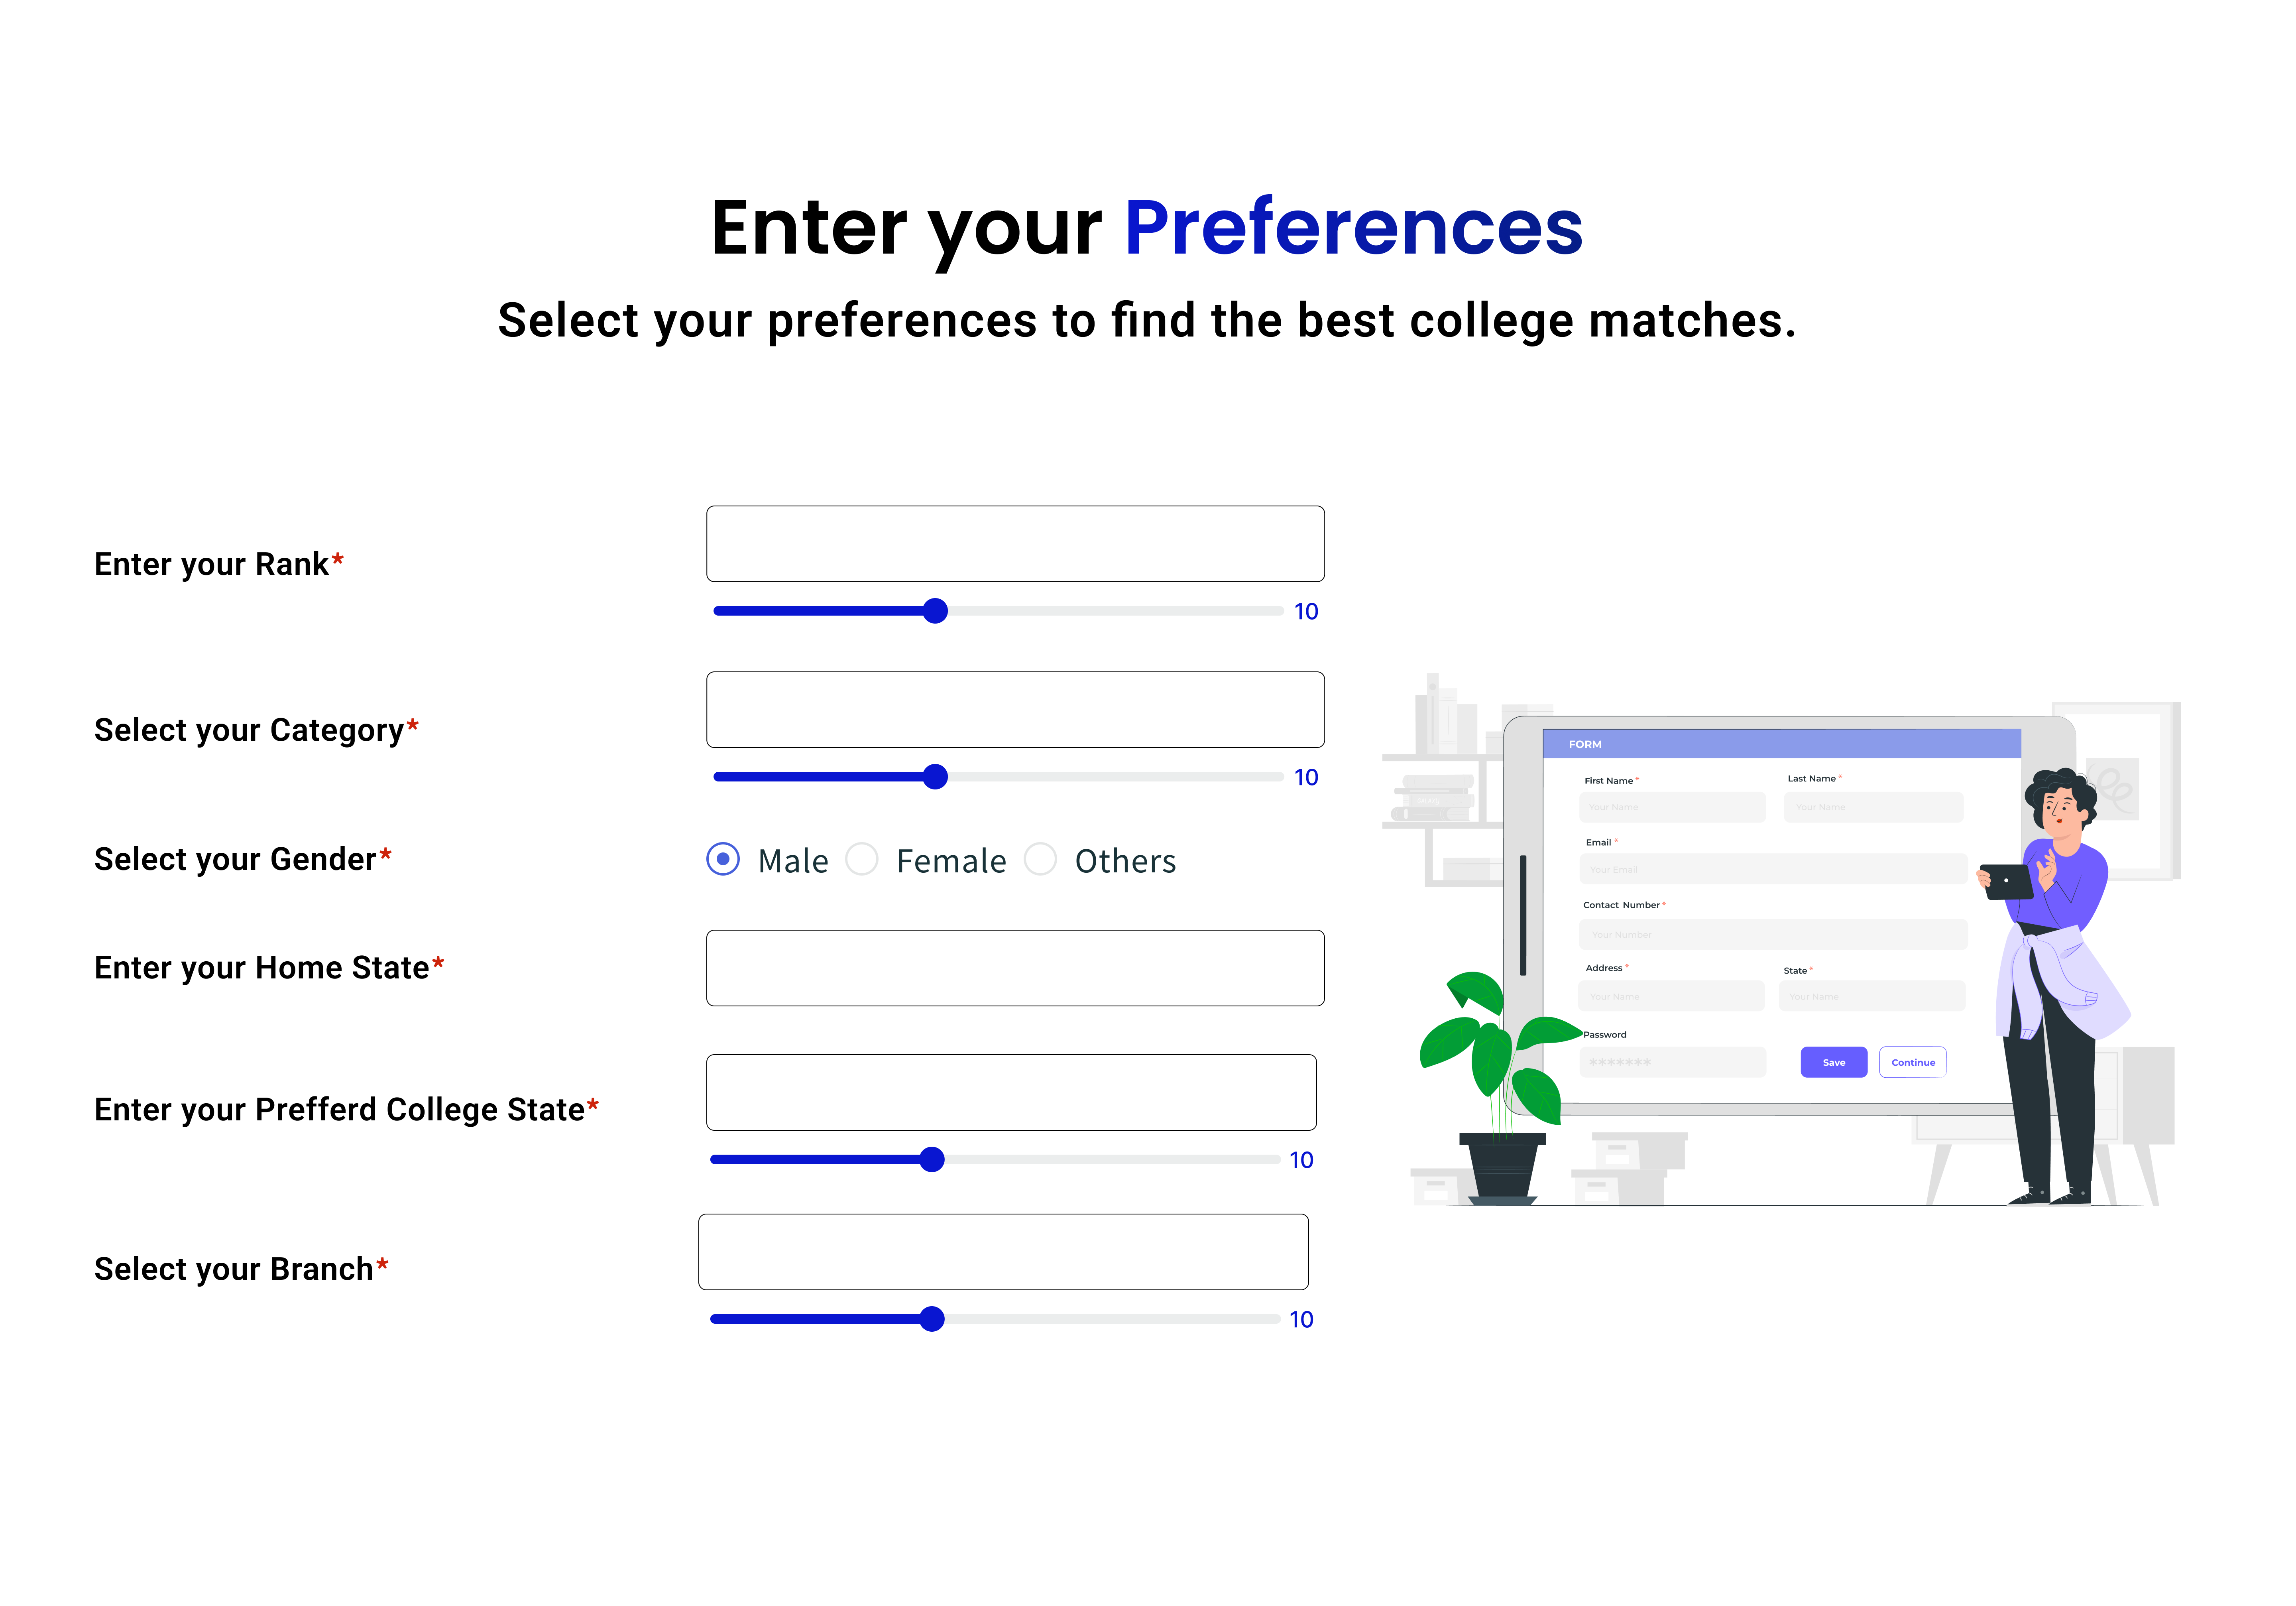 Enter your Preferences
Select your preferences to find the best college matches.
Enter your Rank*
10
Select your Category*
10
Select your Gender*
Male Female Others
Enter your Home State*
Enter your Prefferd College State*
10
Select your Branch*
10
FORM
First Name * Last Name *
Your Name Your Name
Email *
Your Email
Contact Number *
Your Number
Address * State *
Your Name Your Name
Password
*******
Save Continue